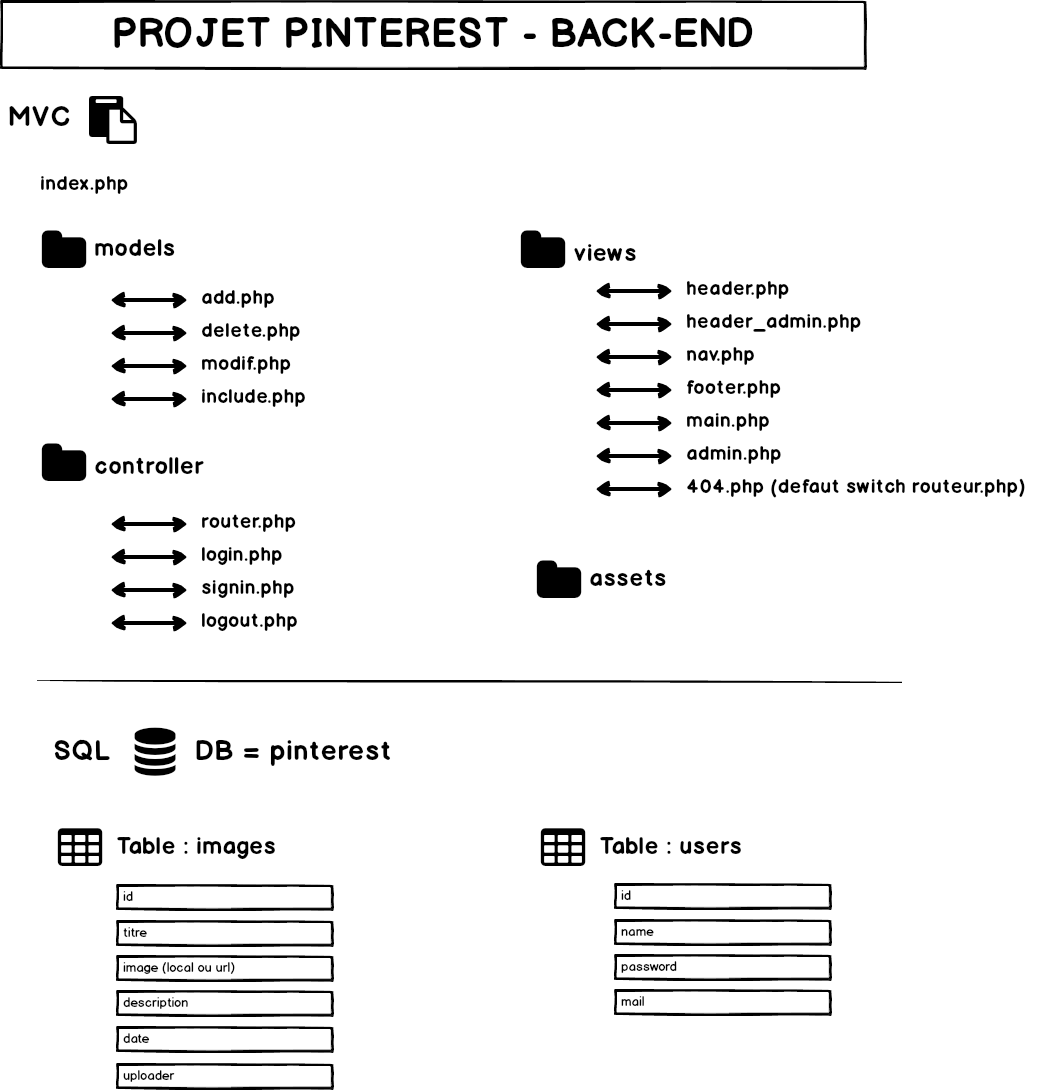 PROJET PINTEREST - BACK-END
MVC
index.php
models
add.php
delete.php
modif.php
include.php
controller
router.php
login.php
signin.php
logout.php
views
header.php
header_admin.php
nav.php
footer.php
main.php
admin.php
404.php (defaut switch routeur.php)
assets
SQL DB = pinterest
Table : images
id
titre
image (local ou url)
description
date
uploader
Table : users
id
name
password
mail